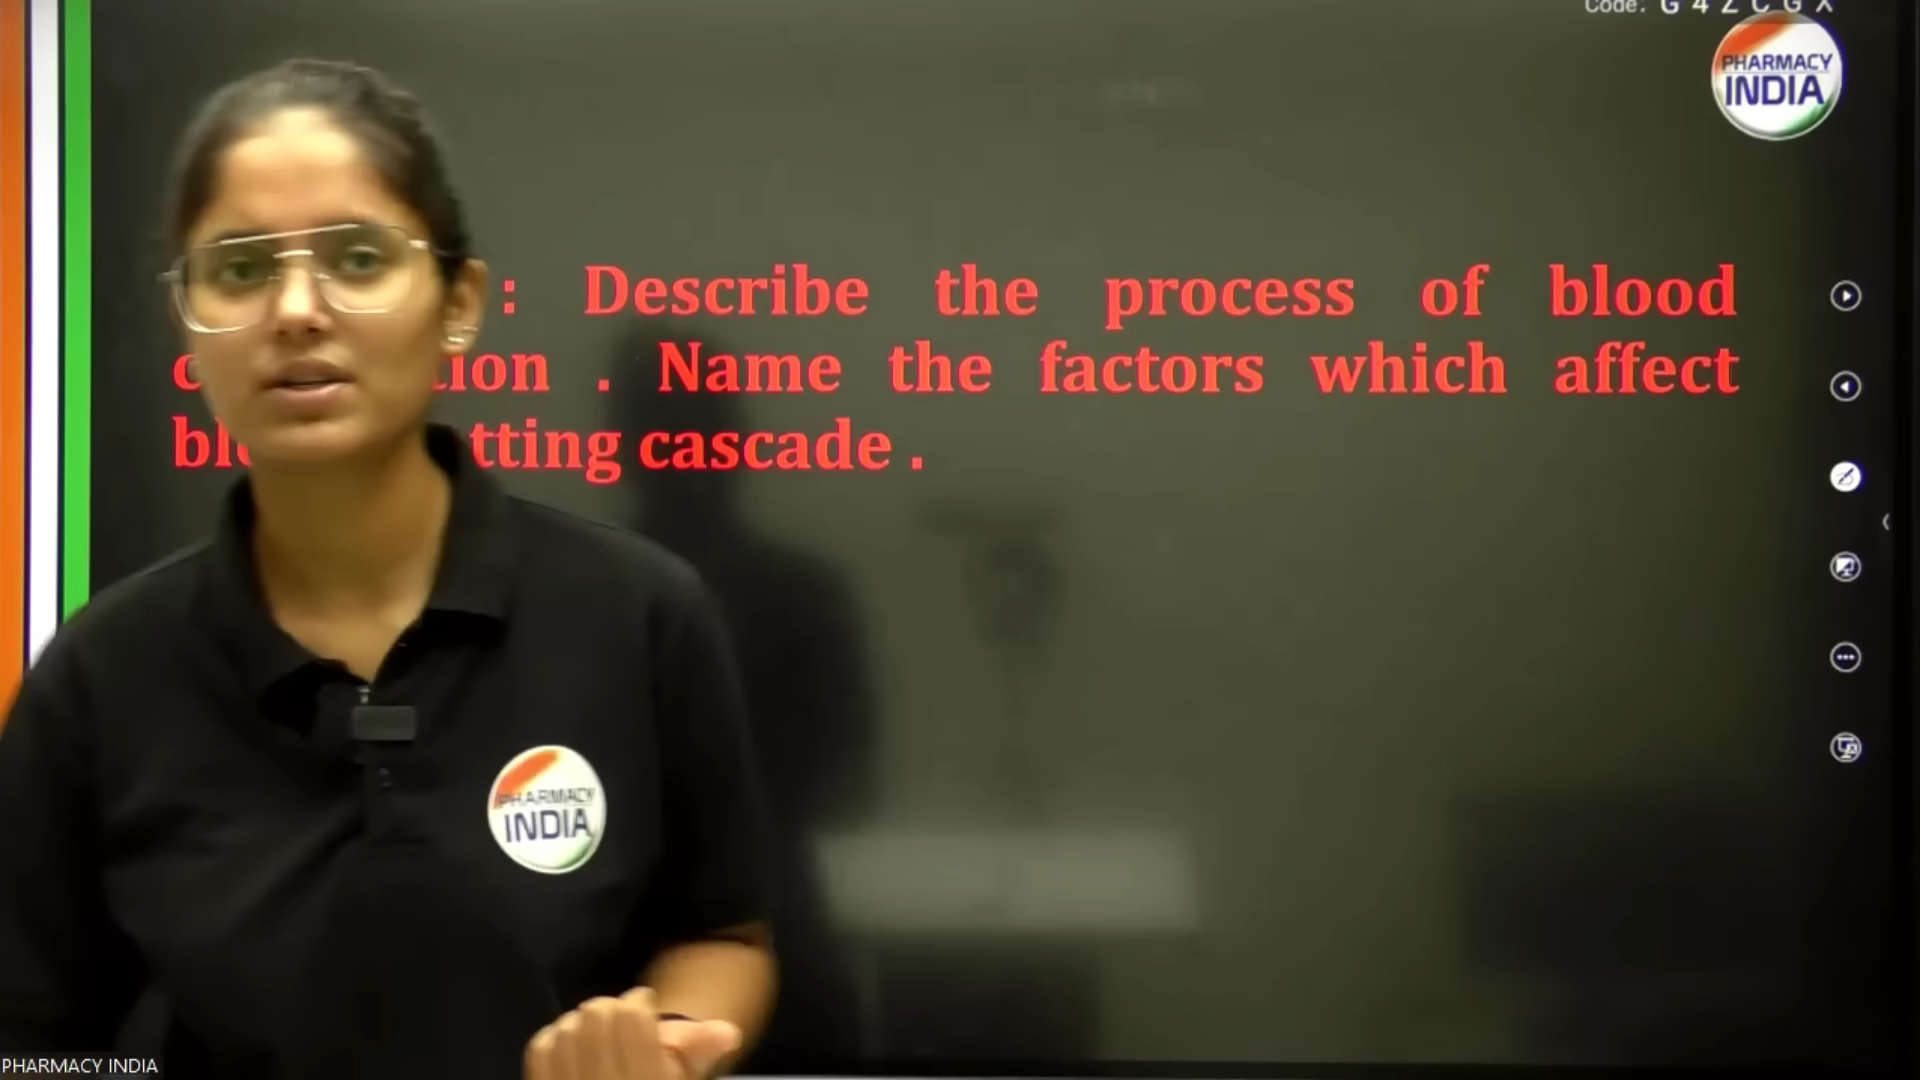 Code: G 4 Z C G X
PHARMACY
INDIA
: Describe the process of blood
tion . Name the factors which affect
tting cascade .
PHARMACY
INDIA
PHARMACY INDIA